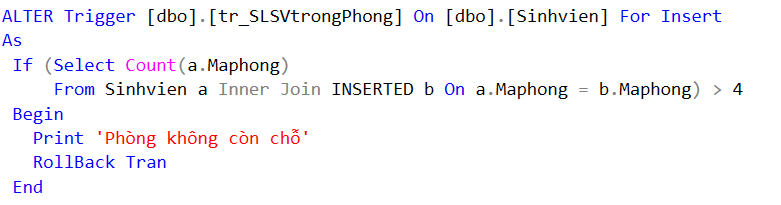 ALTER Trigger [dbo].[tr_SLSVtrongPhong] On [dbo].[Sinhvien] For Insert
As
If (Select Count(a.Maphong)
From Sinhvien a Inner Join INSERTED b On a.Maphong = b.Maphong) > 4
Begin
Print 'Phòng không còn chỗ'
RollBack Tran
End